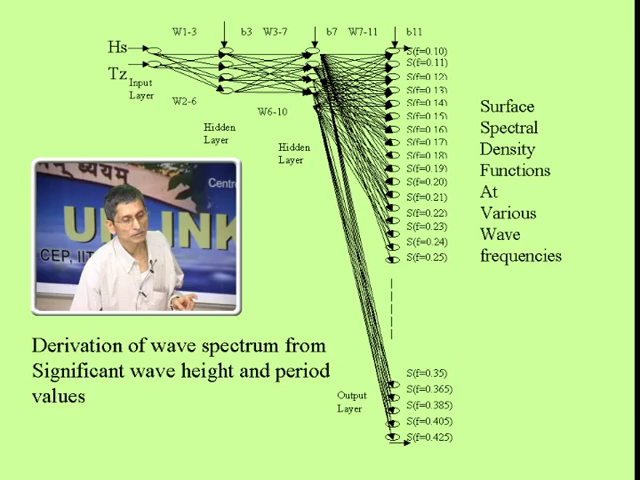 W1-3 b3 W3-7 b7 W7-11 b11
Hs
Tz
Input
Layer
W2-6
W6-10
Hidden
Layer
Hidden
Layer
S(f=0.10)
S(f=0.11)
S(f=0.12)
S(f=0.13)
S(f=0.14)
S(f=0.15)
S(f=0.16)
S(f=0.17)
S(f=0.18)
S(f=0.19)
S(f=0.20)
S(f=0.21)
S(f=0.22)
S(f=0.23)
S(f=0.24)
S(f=0.25)
S(f=0.35)
S(f=0.365)
S(f=0.385)
S(f=0.405)
S(f=0.425)
Output
Layer
Surface
Spectral
Density
Functions
At
Various
Wave
frequencies
Centre
CEP, IIT
Derivation of wave spectrum from
Significant wave height and period
values